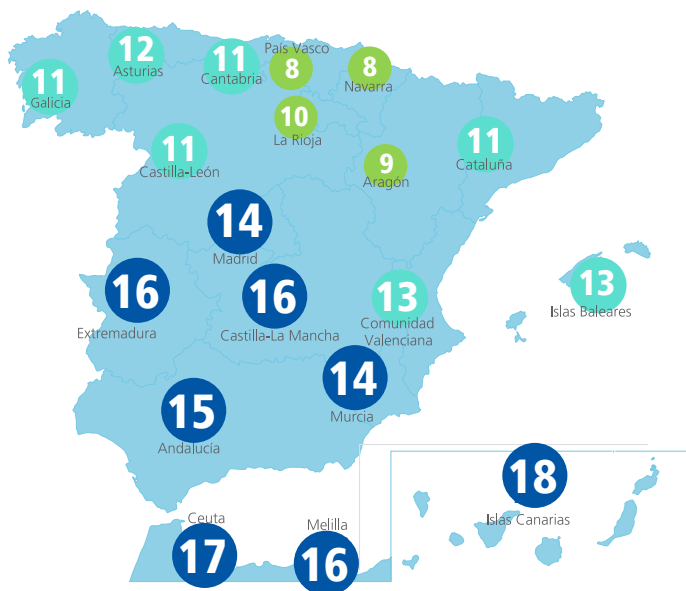 12
Asturias
11
Cantabria
País Vasco
8
8
Navarra
11
Galicia
10
La Rioja
11
Castilla-León
9
Aragón
11
Cataluña
14
Madrid
16
Extremadura
16
Castilla-La Mancha
13
Comunidad
Valenciana
13
Islas Baleares
14
Murcia
15
Andalucía
18
Islas Canarias
Ceuta
17
Melilla
16